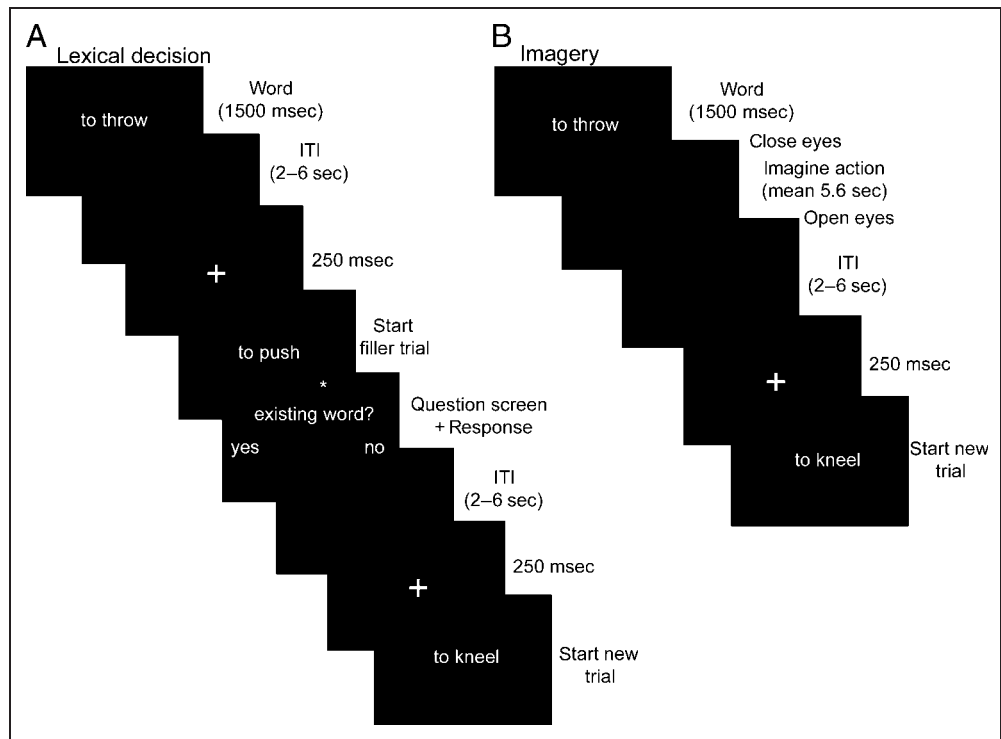 A
Lexical decision
to throw
Word
(1500 msec)
ITI
(2–6 sec)
+
250 msec
to push
Start
filler trial
*
existing word?
yes no
Question screen
+ Response
ITI
(2–6 sec)
+
250 msec
to kneel
Start new
trial
B
Imagery
to throw
Word
(1500 msec)
Close eyes
Imagine action
(mean 5.6 sec)
Open eyes
ITI
(2–6 sec)
+
250 msec
to kneel
Start new
trial